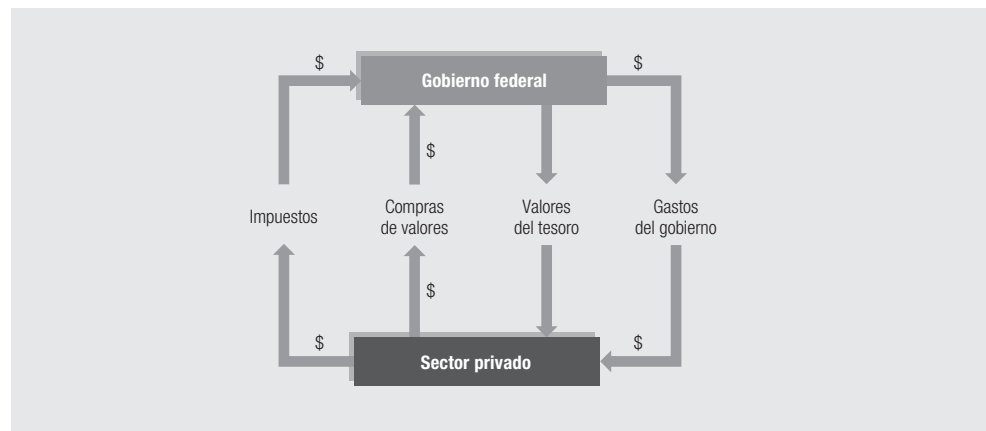 $
Gobierno federal
$
$
Impuestos
Compras
de valores
Valores
del tesoro
Gastos
del gobierno
$
$
Sector privado
$